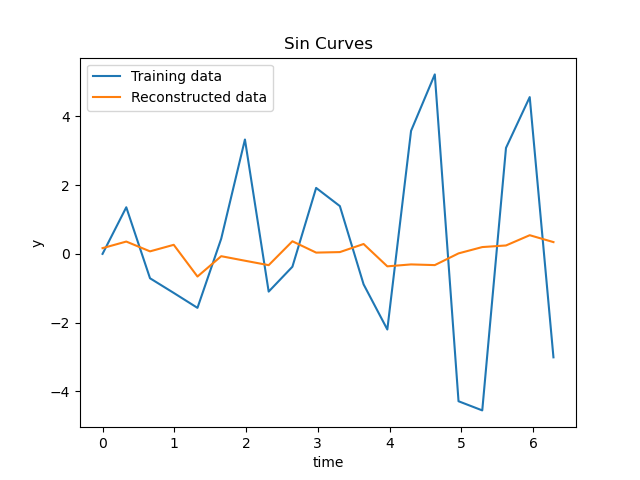 Sin Curves
Training data
Reconstructed data
4
2
0
−2
−4
y
0 1 2 3 4 5 6
time